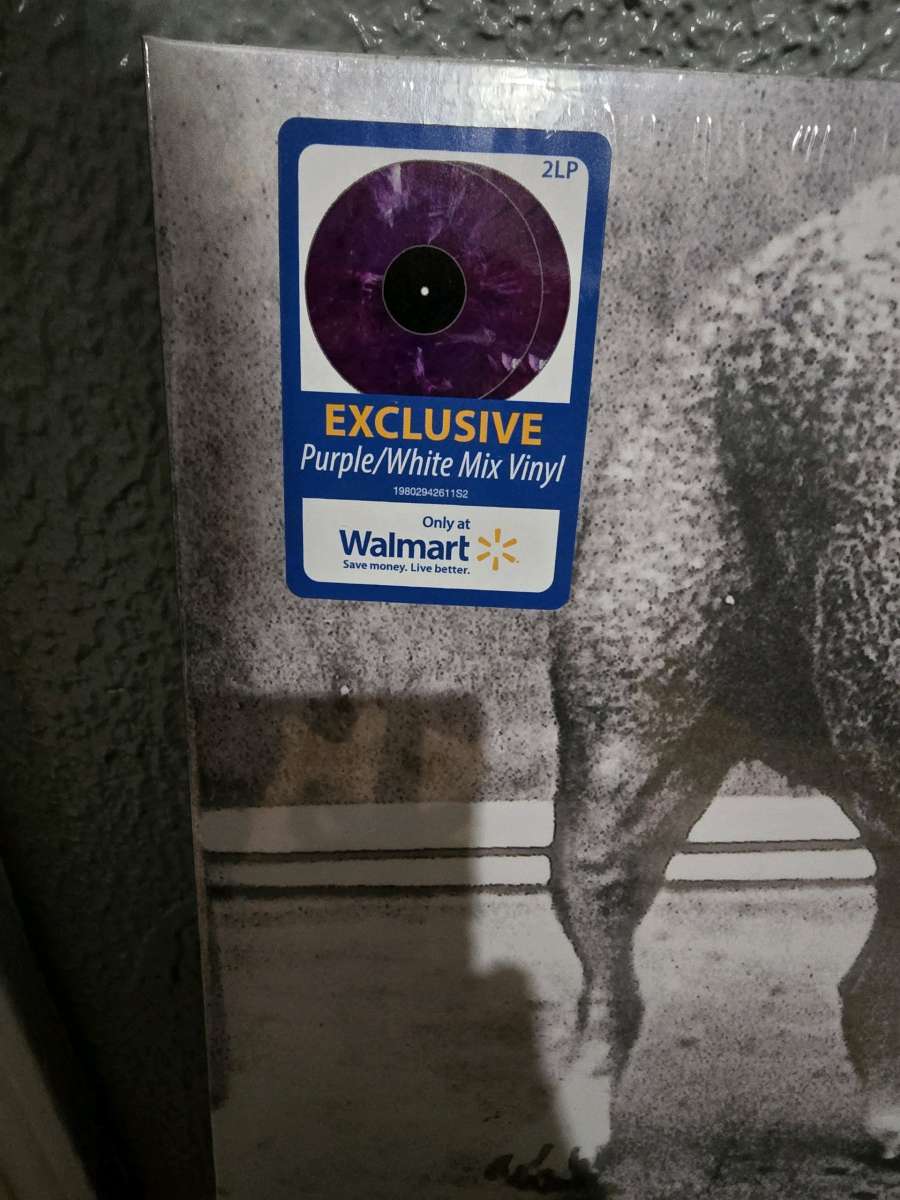 2LP
EXCLUSIVE
Purple/White Mix Vinyl
19802942611S2
Only at
Walmart
Save money. Live better.